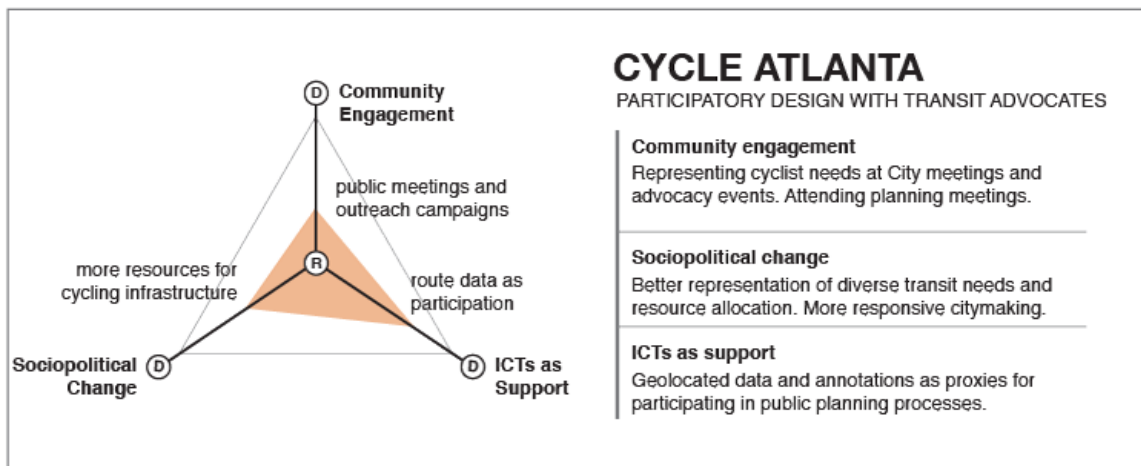 D
Community
Engagement
public meetings and
outreach campaigns
R
more resources for
cycling infrastructure
route data as
participation
Sociopolitical
Change
D
D
ICTs as
Support
CYCLE ATLANTA
PARTICIPATORY DESIGN WITH TRANSIT ADVOCATES
Community engagement
Representing cyclist needs at City meetings and
advocacy events. Attending planning meetings.
Sociopolitical change
Better representation of diverse transit needs and
resource allocation. More responsive citymaking.
ICTs as support
Geolocated data and annotations as proxies for
participating in public planning processes.